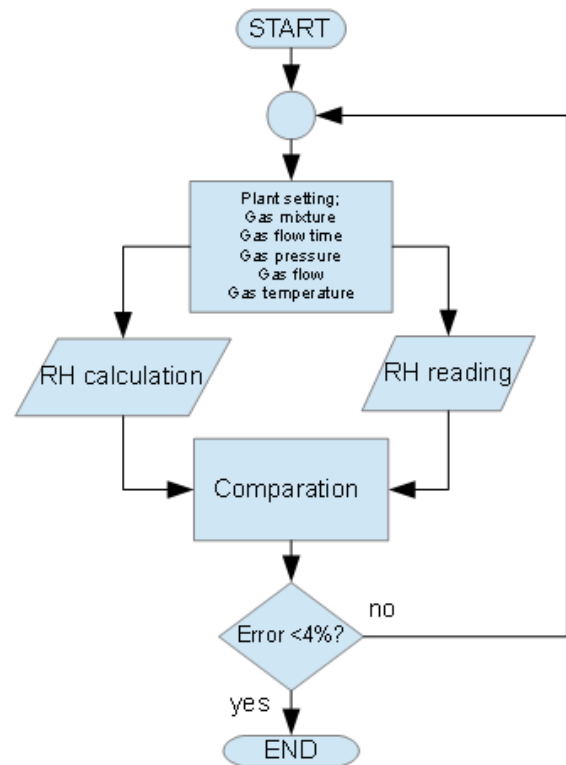 START
Plant setting;
Gas mixture
Gas flow time
Gas pressure
Gas flow
Gas temperature
RH calculation
RH reading
Comparation
Error <4%?
no
yes
END